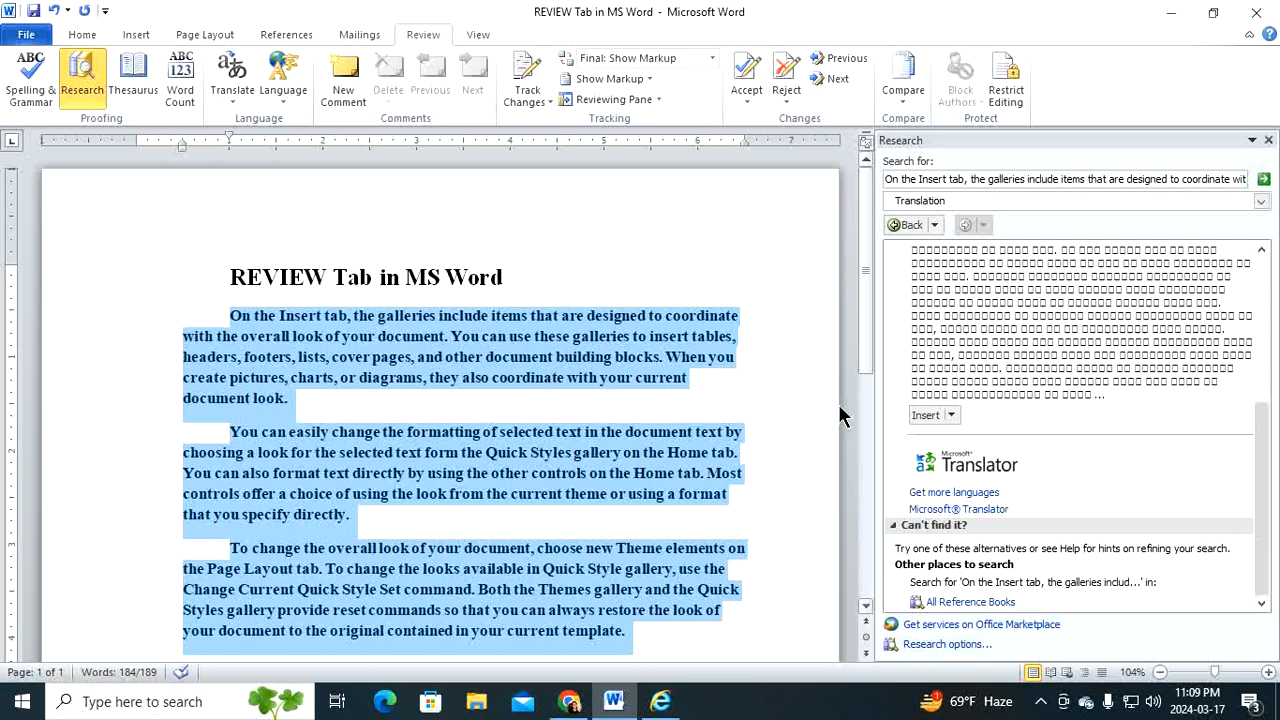 REVIEW Tab in MS Word - Microsoft Word
File Home Insert Page Layout References Mailings Review View
Spelling & Grammar
Research
Thesaurus
Word Count
Translate
Language
New Comment
Delete
Previous
Next
Track Changes
Final: Show Markup
Show Markup
Reviewing Pane
Accept
Reject
Previous
Next
Compare
Block Authors
Restrict Editing
Proofing Language Comments Tracking Changes Compare Protect
1 2 3 4 5 6 7
Research
Search for:
On the Insert tab, the galleries include items that are designed to coordinate wit
Translation
Back
Insert
Microsoft®
Translator
Get more languages
Microsoft® Translator
Can't find it?
Try one of these alternatives or see Help for hints on refining your search.
Other places to search
Search for 'On the Insert tab, the galleries includ...' in:
All Reference Books
Get services on Office Marketplace
Research options...
REVIEW Tab in MS Word
On the Insert tab, the galleries include items that are designed to coordinate
with the overall look of your document. You can use these galleries to insert tables,
headers, footers, lists, cover pages, and other document building blocks. When you
create pictures, charts, or diagrams, they also coordinate with your current
document look.
You can easily change the formatting of selected text in the document text by
choosing a look for the selected text form the Quick Styles gallery on the Home tab.
You can also format text directly by using the other controls on the Home tab. Most
controls offer a choice of using the look from the current theme or using a format
that you specify directly.
To change the overall look of your document, choose new Theme elements on
the Page Layout tab. To change the looks available in Quick Style gallery, use the
Change Current Quick Style Set command. Both the Themes gallery and the Quick
Styles gallery provide reset commands so that you can always restore the look of
your document to the original contained in your current template.
Page: 1 of 1 Words: 184/189 104%
Type here to search
69°F Haze
11:09 PM
2024-03-17